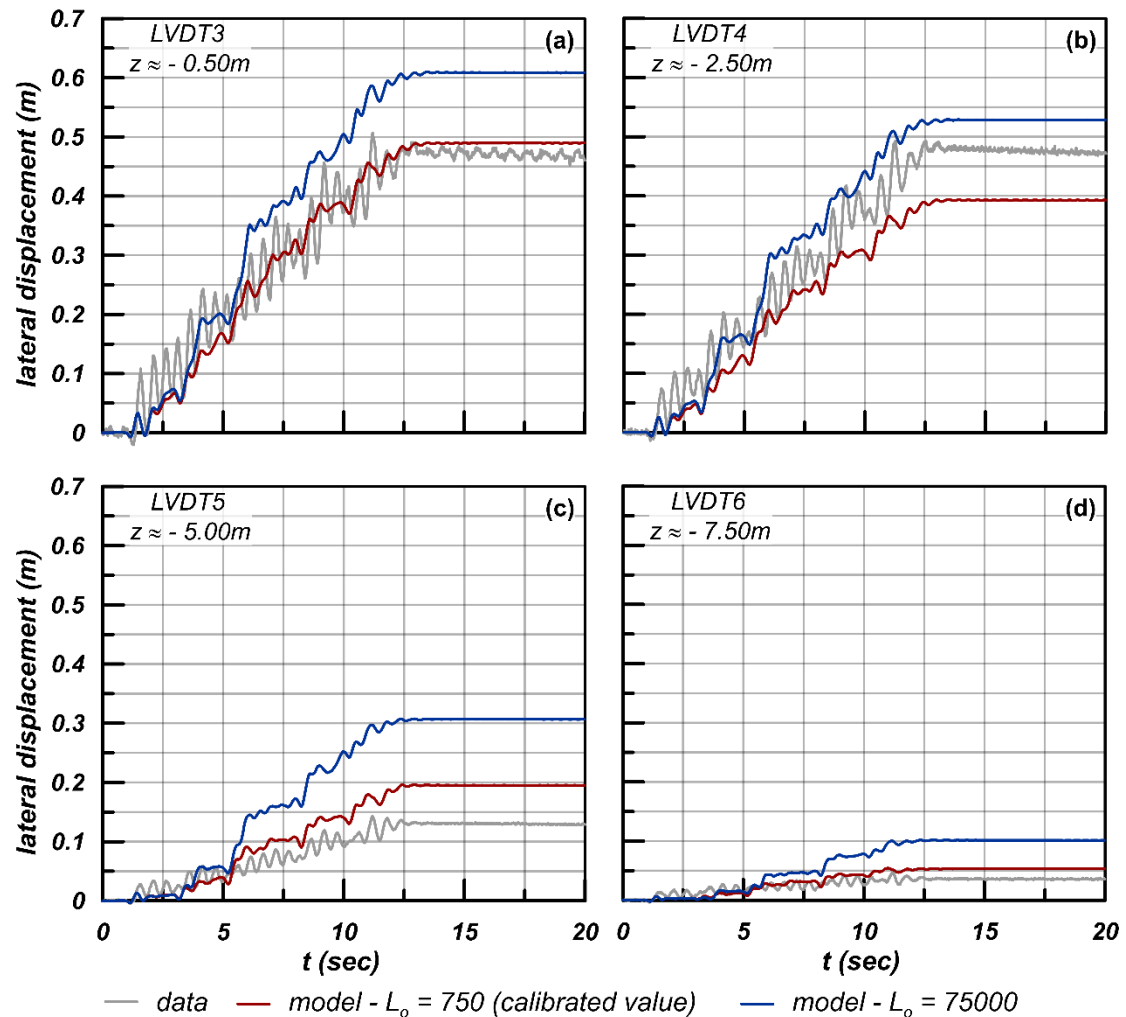 LVDT3
z ≈ - 0.50m
(a)
LVDT4
z ≈ - 2.50m
(b)
lateral displacement (m)
0.7
0.6
0.5
0.4
0.3
0.2
0.1
0
0
5
10
15
20
0
5
10
15
20
LVDT5
z ≈ - 5.00m
(c)
LVDT6
z ≈ - 7.50m
(d)
lateral displacement (m)
0.7
0.6
0.5
0.4
0.3
0.2
0.1
0
0
5
10
15
20
0
5
10
15
20
t (sec)
t (sec)
data
model - Lₒ = 750 (calibrated value)
model - Lₒ = 75000